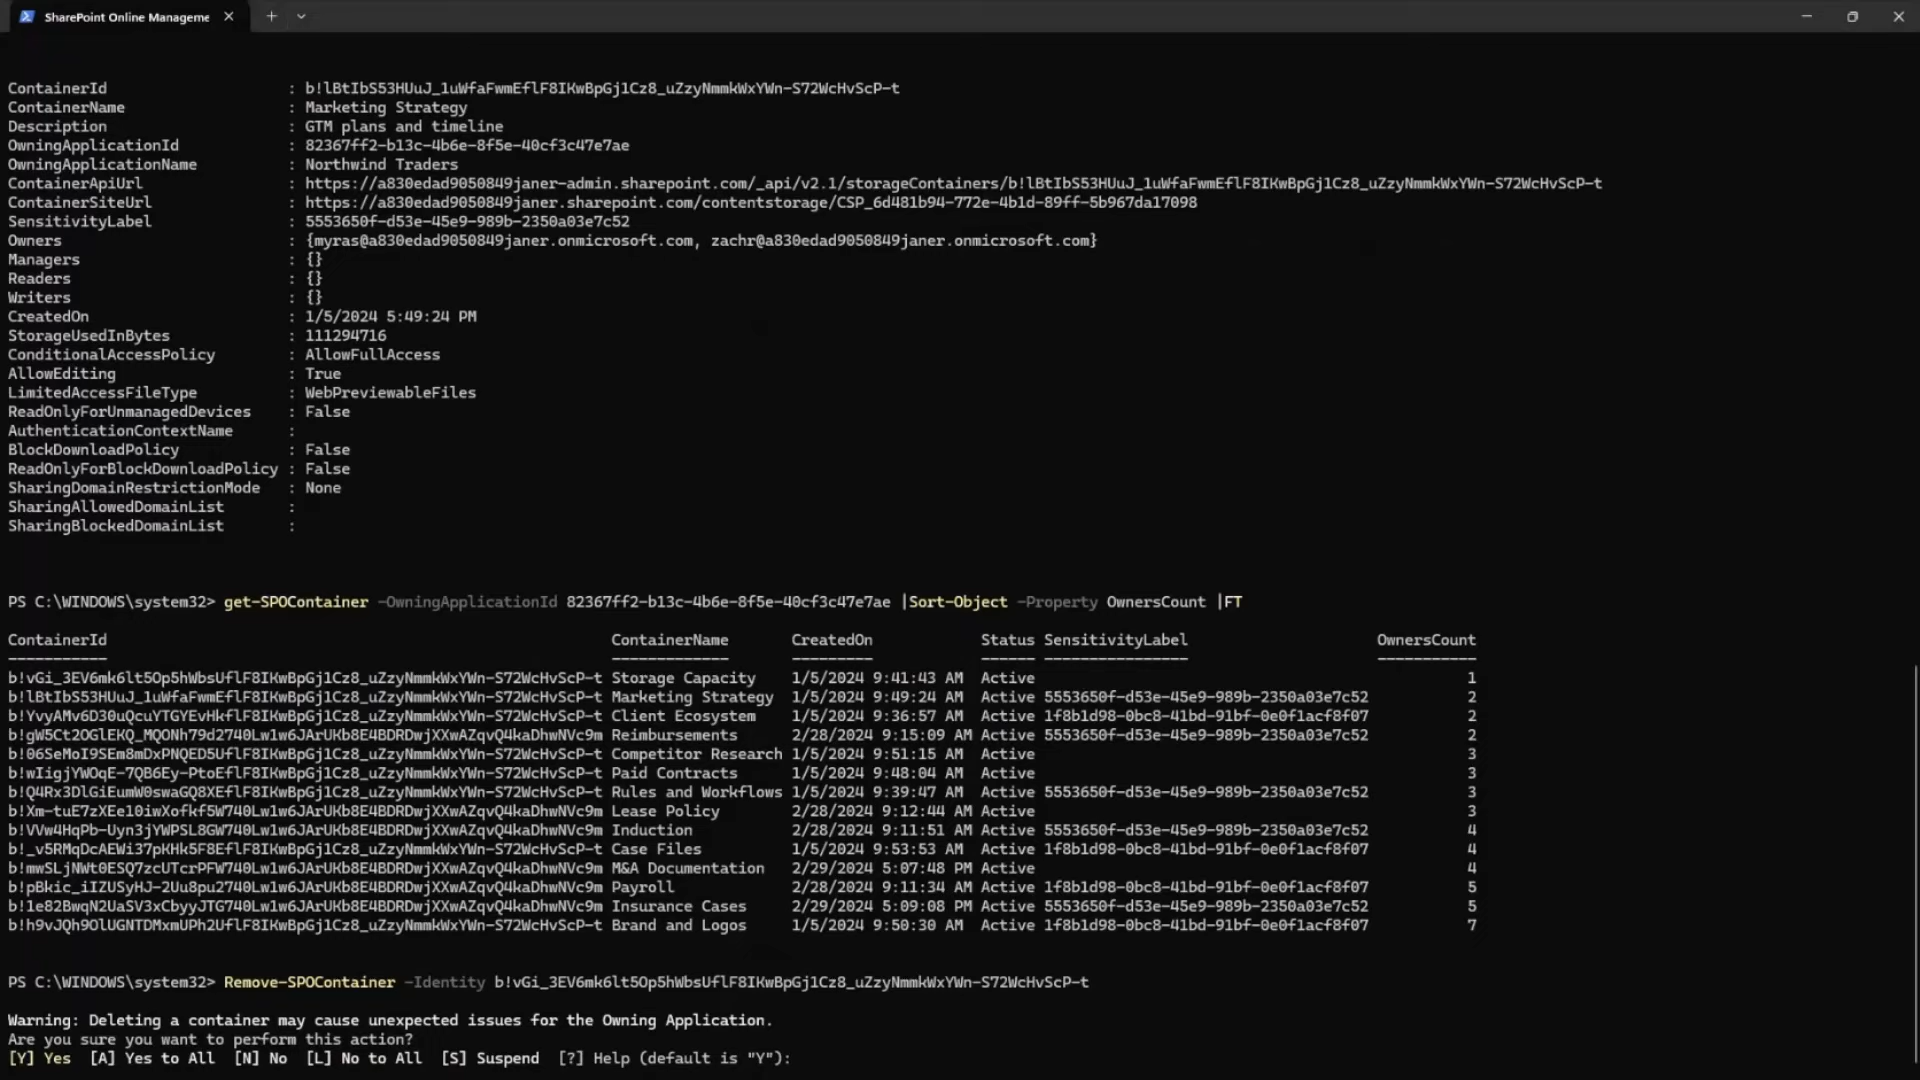 SharePoint Online Manageme
ContainerId : b!lBtIbS53HUuJ_1uWfaFwmEflF8IKwBpGj1Cz8_uZzyNmmkWxYWn-S72WcHvScP-t
ContainerName : Marketing Strategy
Description : GTM plans and timeline
OwningApplicationId : 82367ff2-b13c-4b6e-8f5e-40cf3c47e7ae
OwningApplicationName : Northwind Traders
ContainerApiUrl : https://a830edad9050849janer-admin.sharepoint.com/_api/v2.1/storageContainers/b!lBtIbS53HUuJ_1uWfaFwmEflF8IKwBpGj1Cz8_uZzyNmmkWxYWn-S72WcHvScP-t
ContainerSiteUrl : https://a830edad9050849janer.sharepoint.com/contentstorage/CSP_6d481b94-772e-4b1d-89ff-5b967da17098
SensitivityLabel : 5553650f-d53e-45e9-989b-2350a03e7c52
Owners : {myras@a830edad9050849janer.onmicrosoft.com, zachr@a830edad9050849janer.onmicrosoft.com}
Managers : {}
Readers : {}
Writers : {}
CreatedOn : 1/5/2024 5:49:24 PM
StorageUsedInBytes : 111294716
ConditionalAccessPolicy : AllowFullAccess
AllowEditing : True
LimitedAccessFileType : WebPreviewableFiles
ReadOnlyForUnmanagedDevices : False
AuthenticationContextName :
BlockDownloadPolicy : False
ReadOnlyForBlockDownloadPolicy : False
SharingDomainRestrictionMode : None
SharingAllowedDomainList :
SharingBlockedDomainList :
PS C:\WINDOWS\system32> get-SPOContainer -OwningApplicationId 82367ff2-b13c-4b6e-8f5e-40cf3c47e7ae |Sort-Object -Property OwnersCount |FT
ContainerId ContainerName CreatedOn Status SensitivityLabel OwnersCount
----------- ------------- --------- ------ ---------------- -----------
b!vGi_3EV6mk6lt5Op5hWbsUflF8IKwBpGj1Cz8_uZzyNmmkWxYWn-S72WcHvScP-t Storage Capacity 1/5/2024 9:41:43 AM Active 1
b!lBtIbS53HUuJ_1uWfaFwmEflF8IKwBpGj1Cz8_uZzyNmmkWxYWn-S72WcHvScP-t Marketing Strategy 1/5/2024 9:49:24 AM Active 5553650f-d53e-45e9-989b-2350a03e7c52 2
b!YvyAMv6D30uQcuYTGYEvHkflF8IKwBpGj1Cz8_uZzyNmmkWxYWn-S72WcHvScP-t Client Ecosystem 1/5/2024 9:36:57 AM Active 1f8b1d98-0bc8-41bd-91bf-0e0f1acf8f07 2
b!gW5Ct2OGlEKQ_MQONh79d2740Lw1w6JArUKb8E4BDRDwjXXwAZqvQ4kaDhwNVc9m Reimbursements 2/28/2024 9:15:09 AM Active 5553650f-d53e-45e9-989b-2350a03e7c52 2
b!06SeMoI9SEm8mDxPNQED5UflF8IKwBpGj1Cz8_uZzyNmmkWxYWn-S72WcHvScP-t Competitor Research 1/5/2024 9:51:15 AM Active 3
b!wIigjYWOqE-7QB6Ey-PtoEflF8IKwBpGj1Cz8_uZzyNmmkWxYWn-S72WcHvScP-t Paid Contracts 1/5/2024 9:48:04 AM Active 3
b!Q4Rx3DlGiEumW0swaGQ8XEflF8IKwBpGj1Cz8_uZzyNmmkWxYWn-S72WcHvScP-t Rules and Workflows 1/5/2024 9:39:47 AM Active 5553650f-d53e-45e9-989b-2350a03e7c52 3
b!Xm-tuE7zXEe10iwXofkf5W740Lw1w6JArUKb8E4BDRDwjXXwAZqvQ4kaDhwNVc9m Lease Policy 2/28/2024 9:12:44 AM Active 3
b!VVw4HqPb-Uyn3jYWPSL8GW740Lw1w6JArUKb8E4BDRDwjXXwAZqvQ4kaDhwNVc9m Induction 2/28/2024 9:11:51 AM Active 5553650f-d53e-45e9-989b-2350a03e7c52 4
b!_v5RMqDcAEWi37pKHk5F8EflF8IKwBpGj1Cz8_uZzyNmmkWxYWn-S72WcHvScP-t Case Files 1/5/2024 9:53:53 AM Active 1f8b1d98-0bc8-41bd-91bf-0e0f1acf8f07 4
b!mwSLjNWt0ESQ7zcUTcrPFW740Lw1w6JArUKb8E4BDRDwjXXwAZqvQ4kaDhwNVc9m M&A Documentation 2/29/2024 5:07:48 PM Active 4
b!pBkic_iIZUSyHJ-2Uu8pu2740Lw1w6JArUKb8E4BDRDwjXXwAZqvQ4kaDhwNVc9m Payroll 2/28/2024 9:11:34 AM Active 1f8b1d98-0bc8-41bd-91bf-0e0f1acf8f07 5
b!1e82BwqN2UaSV3xCbyyJTG740Lw1w6JArUKb8E4BDRDwjXXwAZqvQ4kaDhwNVc9m Insurance Cases 2/29/2024 5:09:08 PM Active 5553650f-d53e-45e9-989b-2350a03e7c52 5
b!h9vJQh9OlUGNTDMxmUPh2UflF8IKwBpGj1Cz8_uZzyNmmkWxYWn-S72WcHvScP-t Brand and Logos 1/5/2024 9:50:30 AM Active 1f8b1d98-0bc8-41bd-91bf-0e0f1acf8f07 7
PS C:\WINDOWS\system32> Remove-SPOContainer -Identity b!vGi_3EV6mk6lt5Op5hWbsUflF8IKwBpGj1Cz8_uZzyNmmkWxYWn-S72WcHvScP-t
Warning: Deleting a container may cause unexpected issues for the Owning Application.
Are you sure you want to perform this action?
[Y] Yes [A] Yes to All [N] No [L] No to All [S] Suspend [?] Help (default is "Y"):